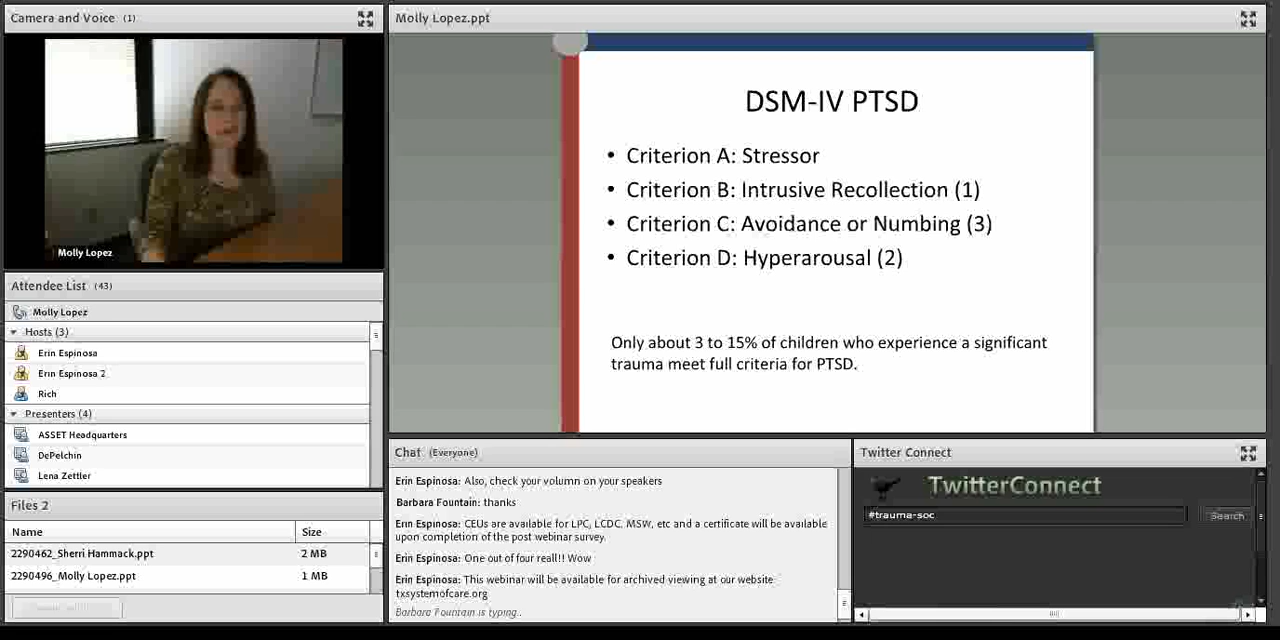 Camera and Voice (1)
Molly Lopez
Attendee List (43)
Molly Lopez
Hosts (3)
Erin Espinosa
Erin Espinosa 2
Rich
Presenters (4)
ASSET Headquarters
DePelchin
Lena Zettler
Files 2
Name Size
2290462_Sherri Hammack.ppt 2 MB
2290496_Molly Lopez.ppt 1 MB
Molly Lopez.ppt
DSM-IV PTSD
• Criterion A: Stressor
• Criterion B: Intrusive Recollection (1)
• Criterion C: Avoidance or Numbing (3)
• Criterion D: Hyperarousal (2)
Only about 3 to 15% of children who experience a significant
trauma meet full criteria for PTSD.
Chat (Everyone)
Erin Espinosa: Also, check your volumn on your speakers
Barbara Fountain: thanks
Erin Espinosa: CEUs are available for LPC, LCDC, MSW, etc and a certificate will be available
upon completion of the post webinar survey.
Erin Espinosa: One out of four reall!! Wow
Erin Espinosa: This webinar will be available for archived viewing at our website
txsystemofcare.org
Barbara Fountain is typing..
Twitter Connect
TwitterConnect
#trauma-soc
Search